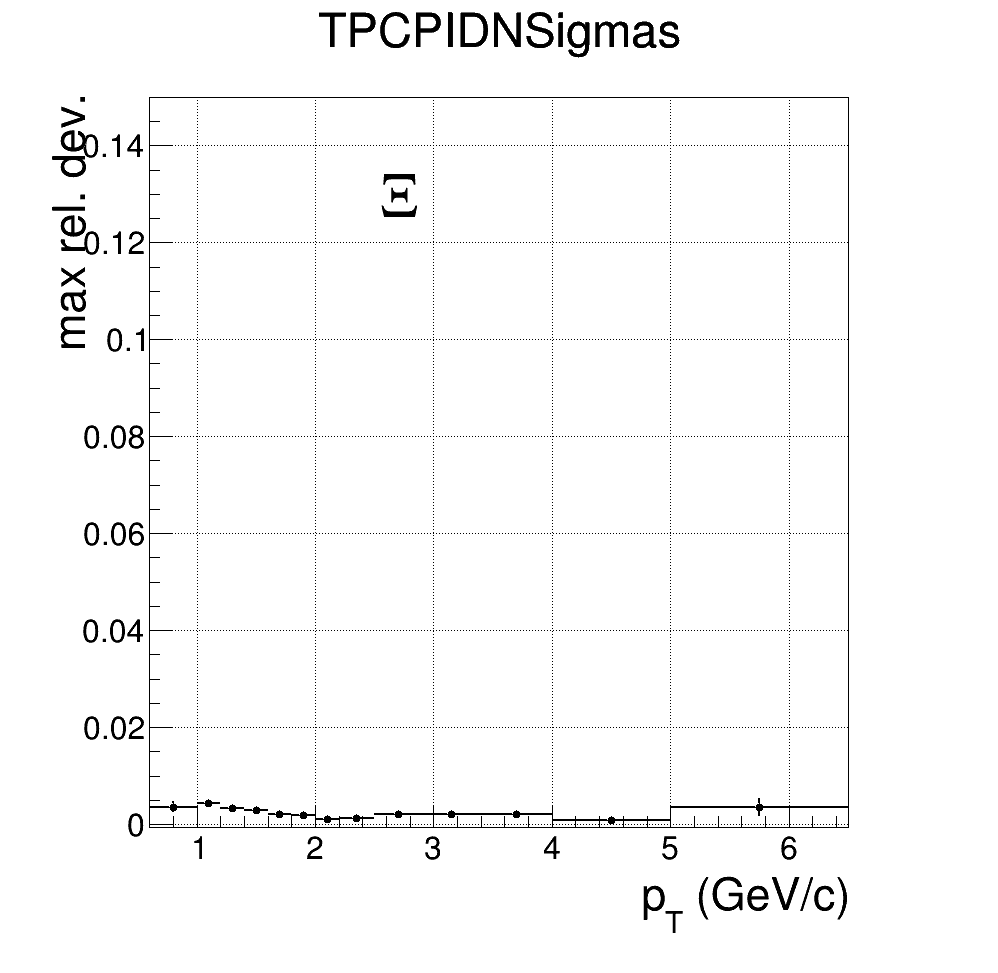 TPCPIDNSigmas
max rel. dev.
Ξ
0.14
0.12
0.1
0.08
0.06
0.04
0.02
0
1 2 3 4 5 6
p_T (GeV/c)